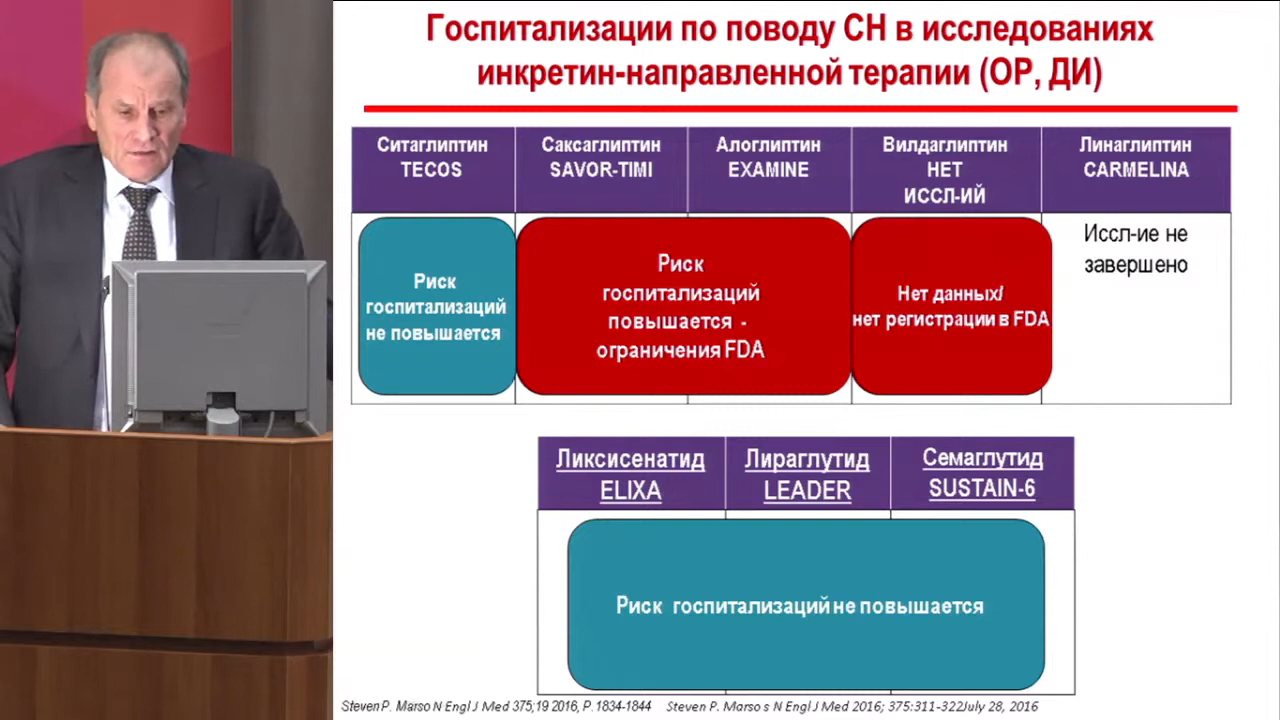 Госпитализации по поводу СН в исследованиях
инкретин-направленной терапии (ОР, ДИ)
Ситаглиптин
TECOS
Саксаглиптин
SAVOR-TIMI
Алоглиптин
EXAMINE
Вилдаглиптин
НЕТ
ИССЛ-ИЙ
Линаглиптин
CARMELINA
Риск
госпитализаций
не повышается
Риск
госпитализаций
повышается -
ограничения FDA
Нет данных/
нет регистрации в FDA
Иссл-ие не
завершено
Ликсисенатид
ELIXA
Лираглутид
LEADER
Семаглутид
SUSTAIN-6
Риск госпитализаций не повышается
Steven P. Marso N Engl J Med 375;19 2016, P. 1834-1844 Steven P. Marso s N Engl J Med 2016; 375:311-322July 28, 2016